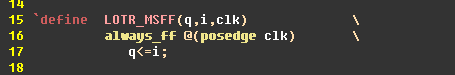 14
15 `define  LOTR_MSFF(q,i,clk)            \
16          always_ff @(posedge clk)       \
17             q<=i;
18